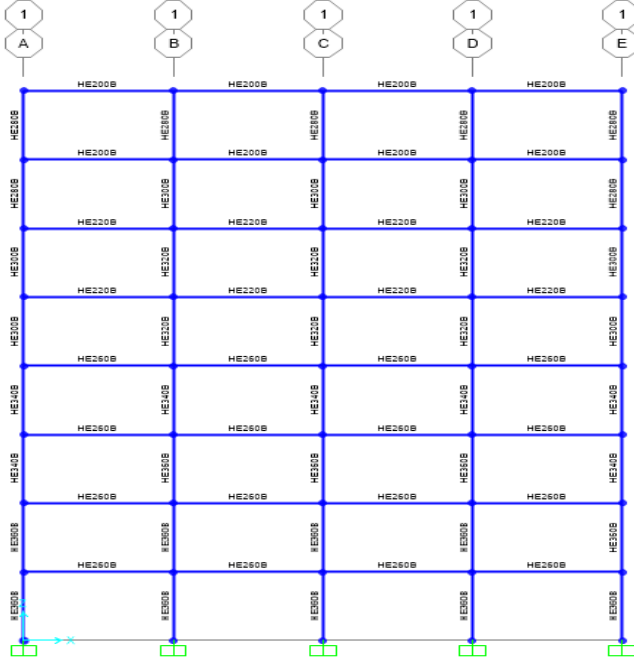 1 1 1 1 1
A B C D E
HE200B HE200B HE200B HE200B
HE280B HE280B HE280B HE280B HE280B
HE200B HE200B HE200B HE200B
HE280B HE300B HE300B HE300B HE280B
HE220B HE220B HE220B HE220B
HE300B HE320B HE320B HE320B HE300B
HE220B HE220B HE220B HE220B
HE300B HE320B HE320B HE320B HE300B
HE260B HE260B HE260B HE260B
HE340B HE340B HE340B HE340B HE340B
HE260B HE260B HE260B HE260B
HE340B HE360B HE360B HE360B HE340B
HE260B HE260B HE260B HE260B
HE360B HE360B HE360B HE360B HE360B
HE260B HE260B HE260B HE260B
HE360B HE360B HE360B HE360B HE360B
X